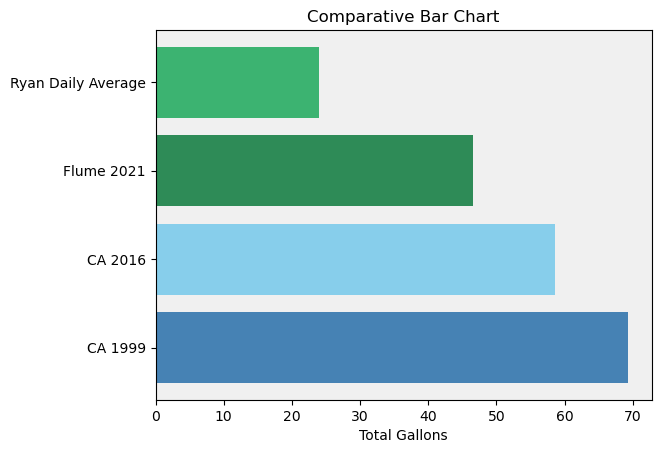 Comparative Bar Chart
Ryan Daily Average
Flume 2021
CA 2016
CA 1999
0 10 20 30 40 50 60 70
Total Gallons